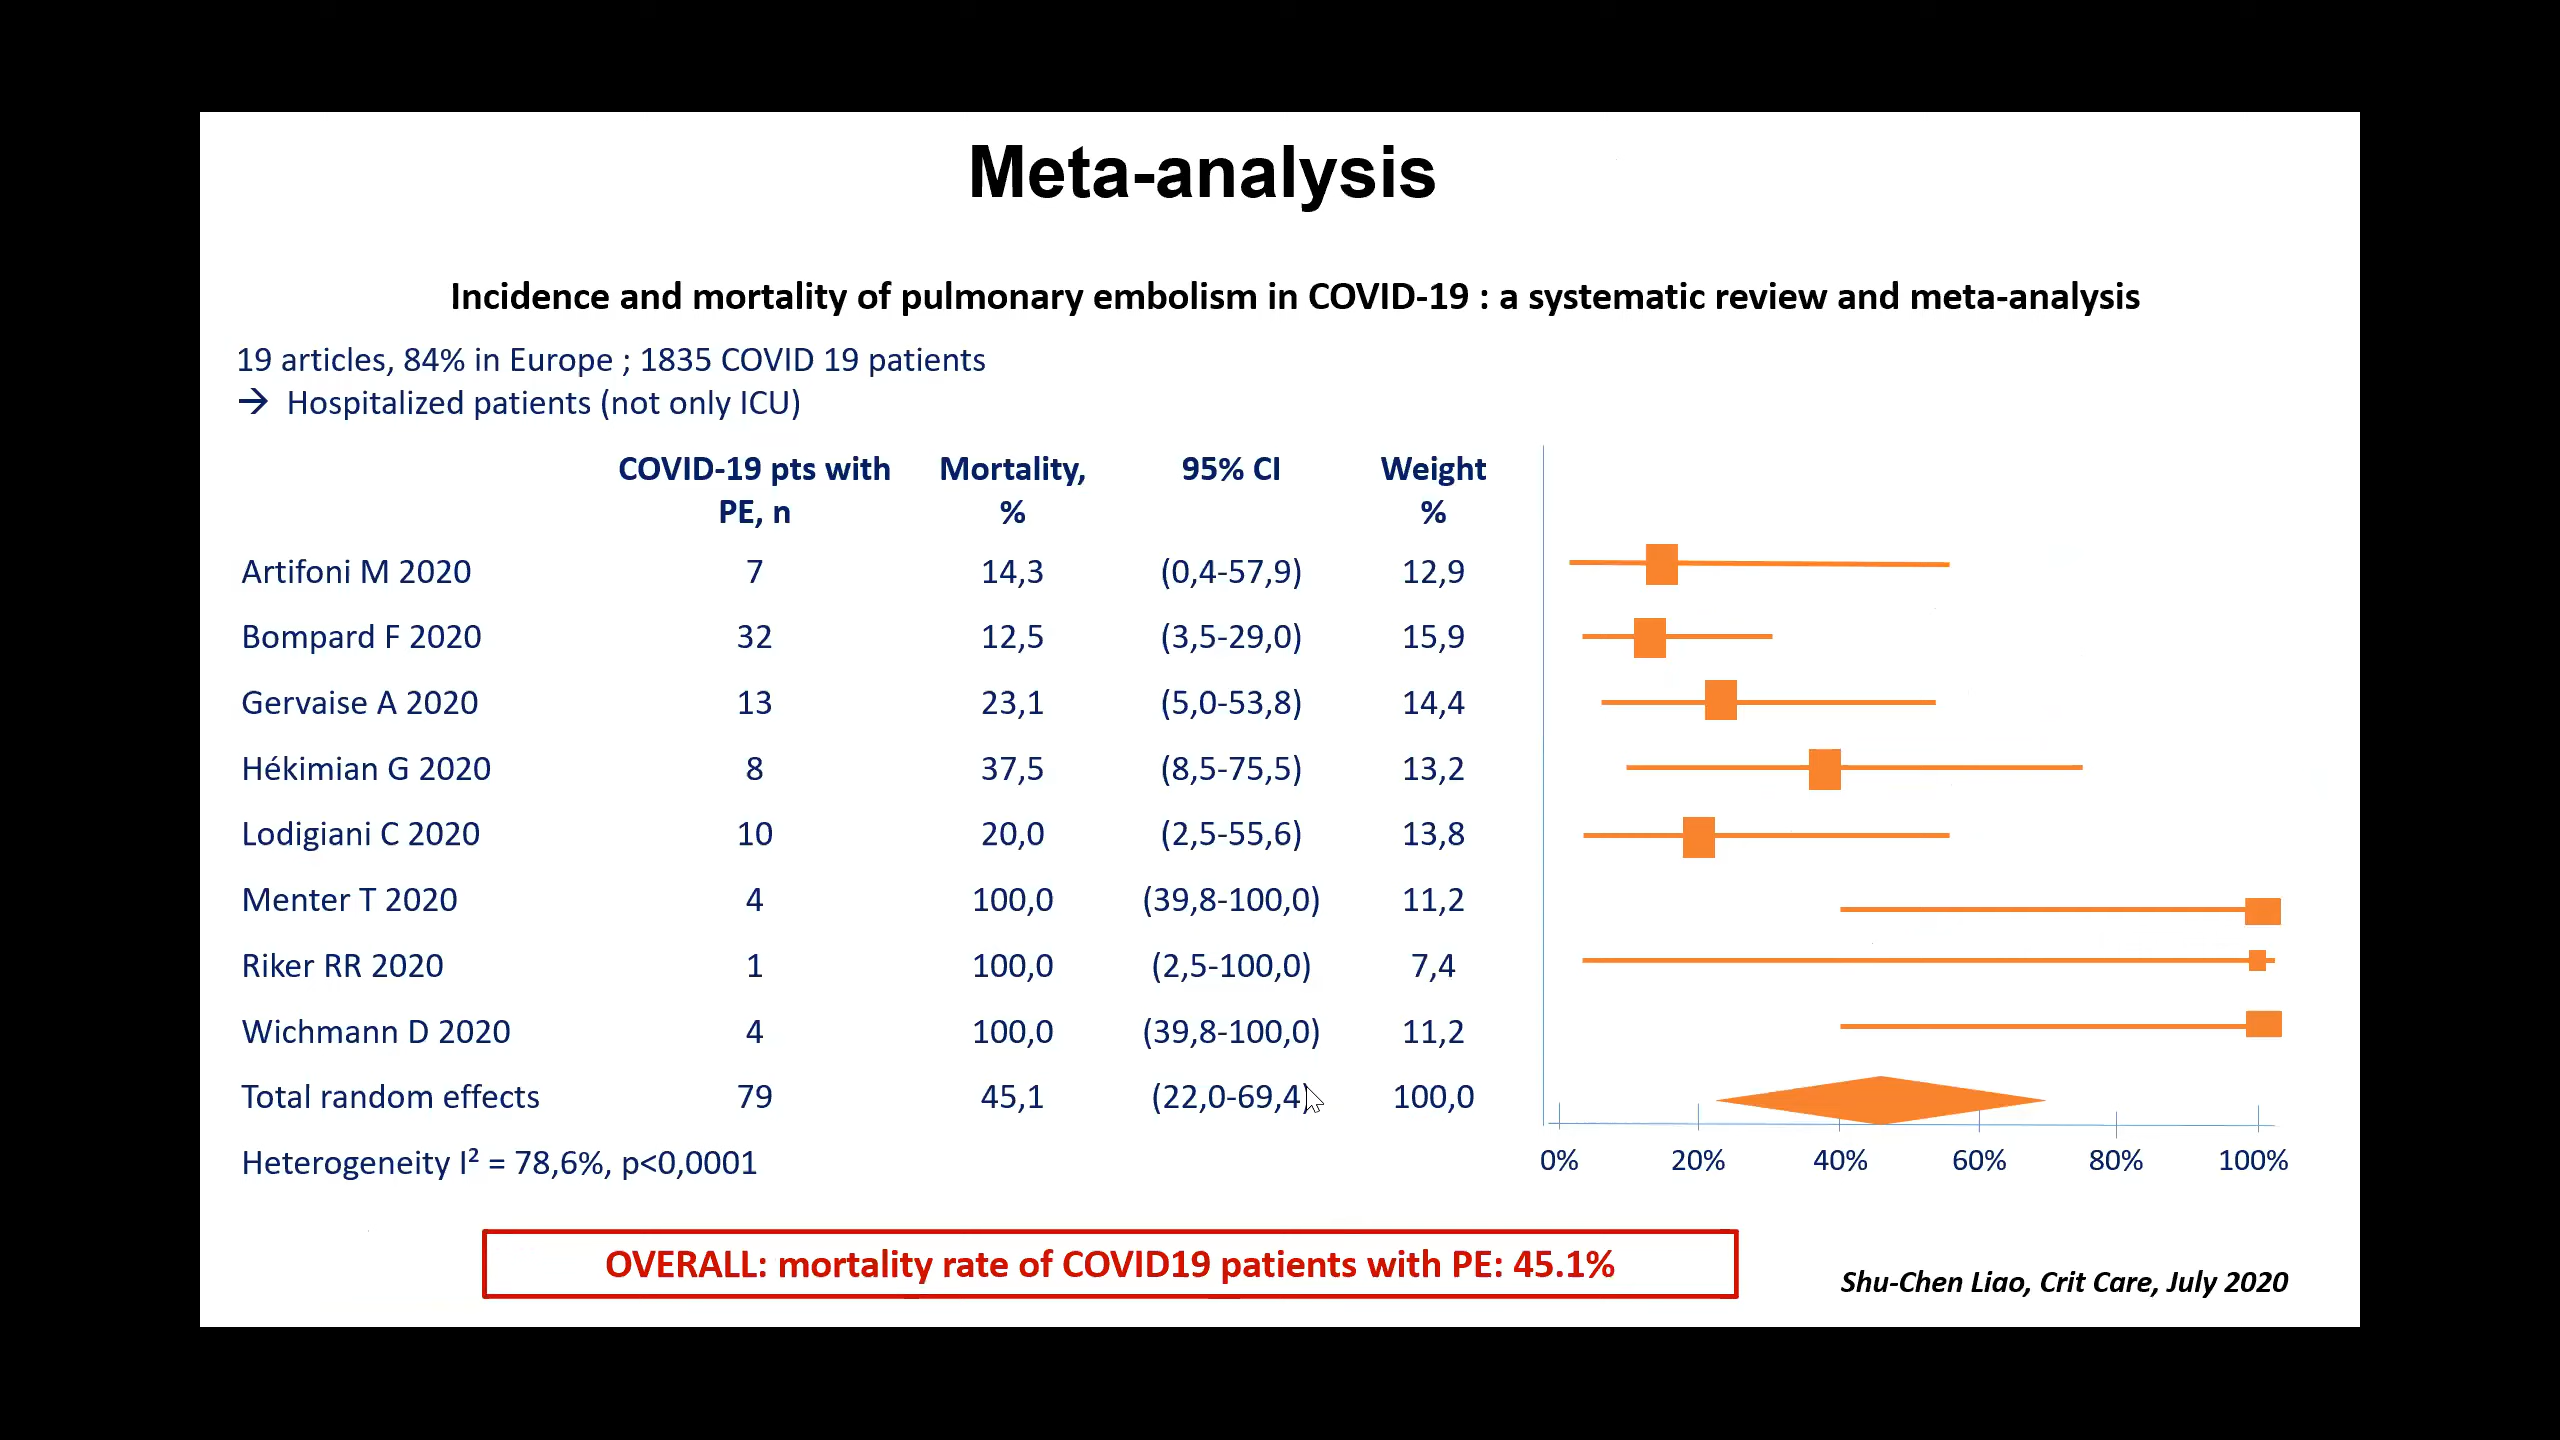 Meta-analysis
Incidence and mortality of pulmonary embolism in COVID-19 : a systematic review and meta-analysis
19 articles, 84% in Europe ; 1835 COVID 19 patients
→ Hospitalized patients (not only ICU)
COVID-19 pts with PE, n Mortality, % 95% CI Weight %
Artifoni M 2020 7 14,3 (0,4-57,9) 12,9
Bompard F 2020 32 12,5 (3,5-29,0) 15,9
Gervaise A 2020 13 23,1 (5,0-53,8) 14,4
Hékimian G 2020 8 37,5 (8,5-75,5) 13,2
Lodigiani C 2020 10 20,0 (2,5-55,6) 13,8
Menter T 2020 4 100,0 (39,8-100,0) 11,2
Riker RR 2020 1 100,0 (2,5-100,0) 7,4
Wichmann D 2020 4 100,0 (39,8-100,0) 11,2
Total random effects 79 45,1 (22,0-69,4) 100,0
Heterogeneity I² = 78,6%, p<0,0001
0% 20% 40% 60% 80% 100%
OVERALL: mortality rate of COVID19 patients with PE: 45.1%
Shu-Chen Liao, Crit Care, July 2020